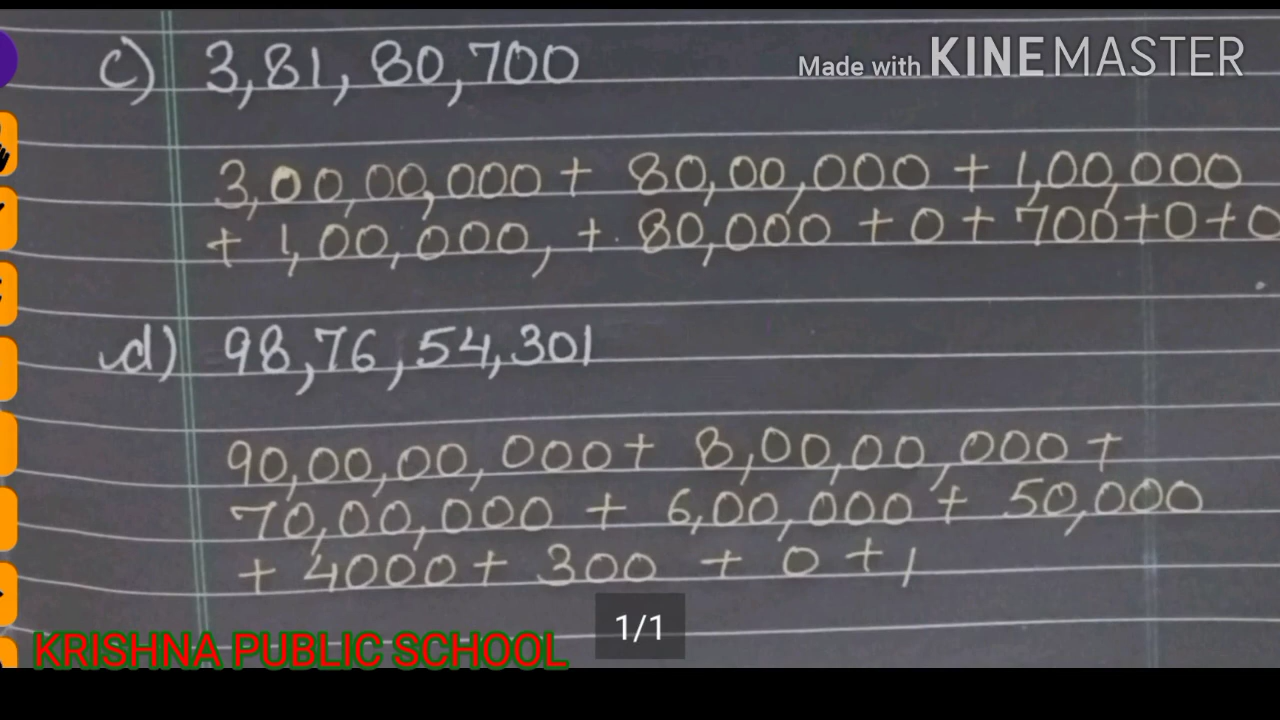 c) 3,81,80,700
Made with KINEMASTER
3,00,00,000 + 80,00,000 + 1,00,000
+ 1,00,000, + 80,000 + 0 + 700+0+0
d) 98,76,54,301
90,00,00,000+ 8,00,00,000 +
70,00,000 + 6,00,000 + 50,000
+ 4000 + 300 + 0 + 1
1/1
KRISHNA PUBLIC SCHOOL